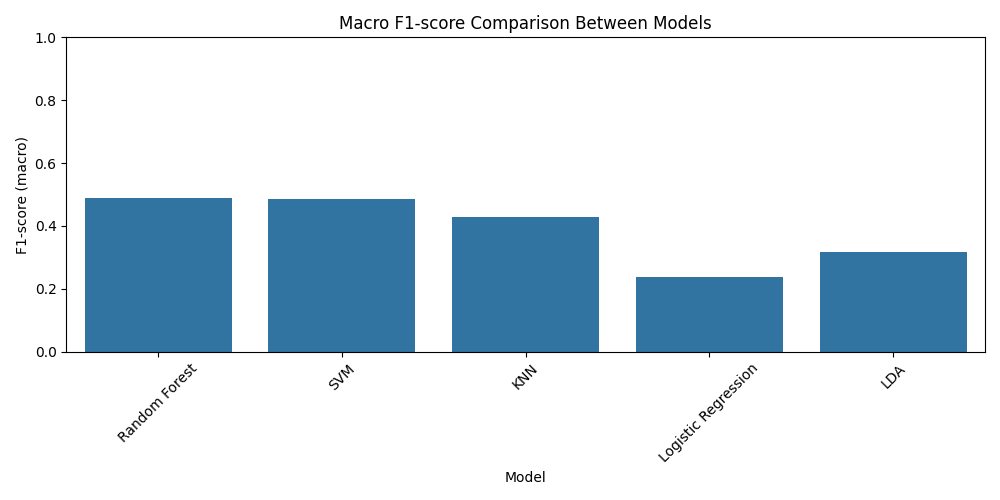 Macro F1-score Comparison Between Models
1.0
0.8
0.6
0.4
0.2
0.0
F1-score (macro)
Random Forest
SVM
KNN
Logistic Regression
LDA
Model